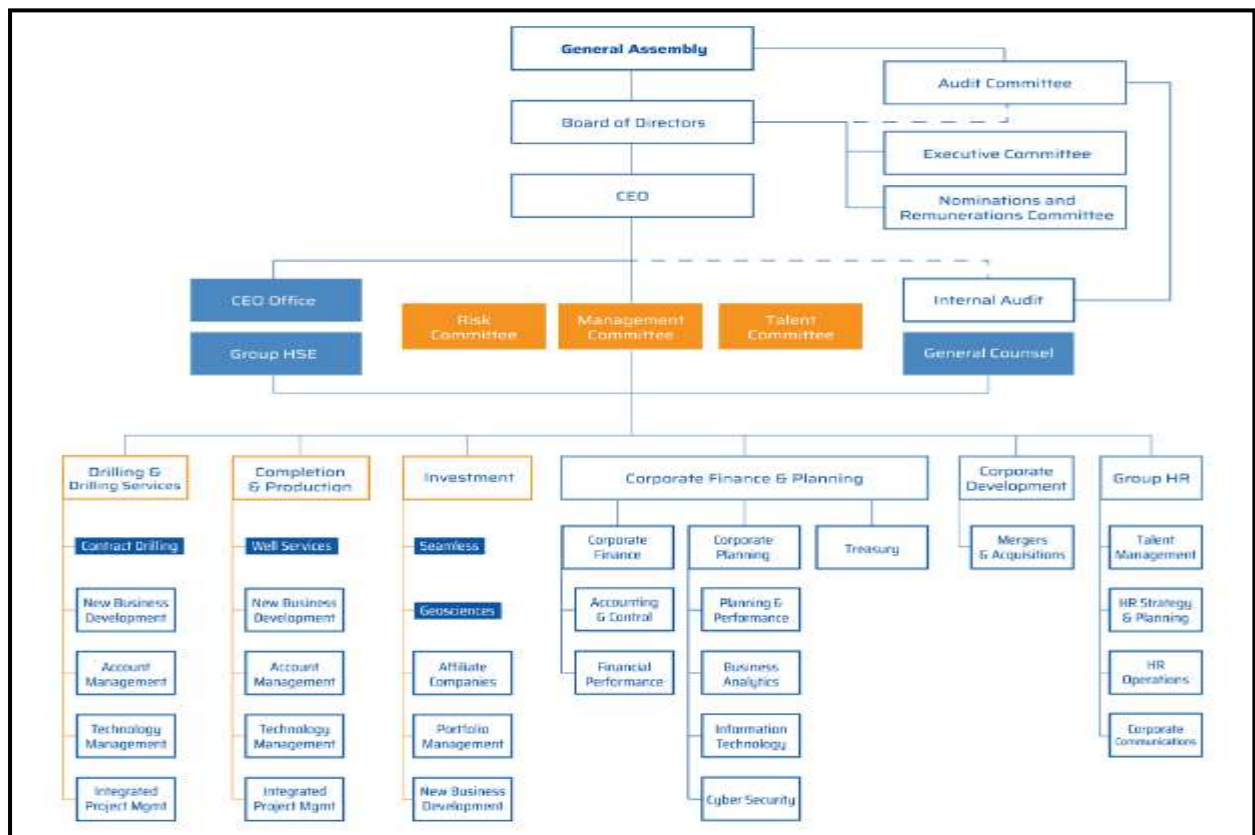 General Assembly
Audit Committee
Board of Directors
Executive Committee
CEO
Nominations and
Remunerations Committee
CEO Office
Internal Audit
Risk
Committee
Management
Committee
Talent
Committee
Group HSE
General Counsel
Drilling &
Drilling Services
Completion
& Production
Investment
Corporate Finance & Planning
Corporate
Development
Group HR
Contract Drilling
New Business
Development
Account
Management
Technology
Management
Integrated
Project Mgmt
Well Services
New Business
Development
Account
Management
Technology
Management
Integrated
Project Mgmt
Seamless
Geosciences
Affiliate
Companies
Portfolio
Management
New Business
Development
Corporate
Finance
Accounting
& Control
Financial
Performance
Corporate
Planning
Planning &
Performance
Business
Analytics
Information
Technology
Cyber Security
Treasury
Mergers
& Acquisitions
Talent
Management
HR Strategy
& Planning
HR
Operations
Corporate
Communications